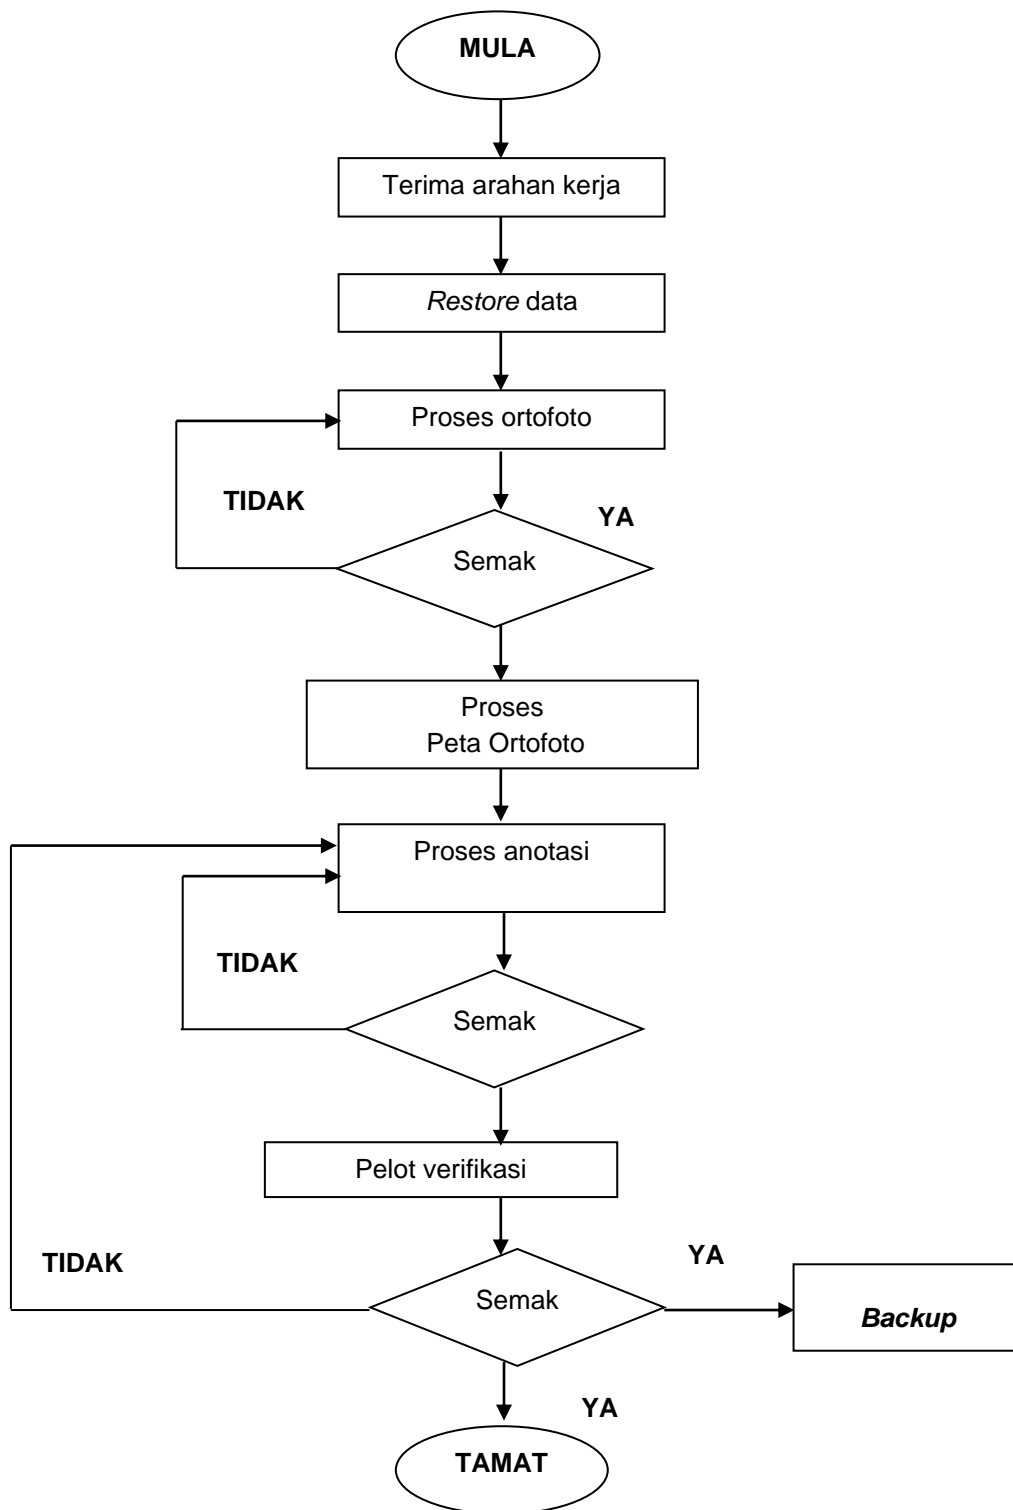 MULA
Terima arahan kerja
Restore data
Proses ortofoto
TIDAK
YA
Semak
Proses
Peta Ortofoto
Proses anotasi
TIDAK
Semak
Pelot verifikasi
TIDAK
YA
Semak
Backup
YA
TAMAT